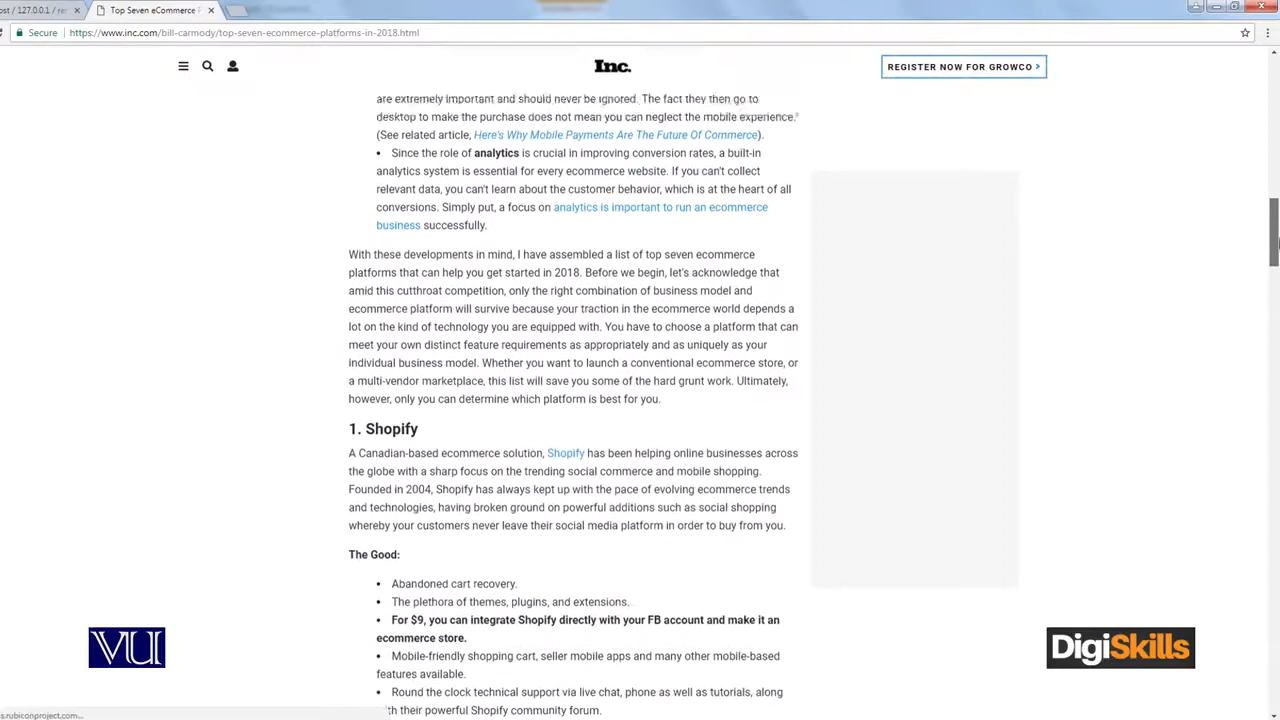 ost / 127.0.0.1 / re
Top Seven eCommerce P
Secure https://www.inc.com/bill-carmody/top-seven-ecommerce-platforms-in-2018.html
Inc.
REGISTER NOW FOR GROWCO >
are extremely important and should never be ignored. The fact they then go to
desktop to make the purchase does not mean you can neglect the mobile experience."
(See related article, Here's Why Mobile Payments Are The Future Of Commerce).
• Since the role of analytics is crucial in improving conversion rates, a built-in
analytics system is essential for every ecommerce website. If you can't collect
relevant data, you can't learn about the customer behavior, which is at the heart of all
conversions. Simply put, a focus on analytics is important to run an ecommerce
business successfully.
With these developments in mind, I have assembled a list of top seven ecommerce
platforms that can help you get started in 2018. Before we begin, let's acknowledge that
amid this cutthroat competition, only the right combination of business model and
ecommerce platform will survive because your traction in the ecommerce world depends a
lot on the kind of technology you are equipped with. You have to choose a platform that can
meet your own distinct feature requirements as appropriately and as uniquely as your
individual business model. Whether you want to launch a conventional ecommerce store, or
a multi-vendor marketplace, this list will save you some of the hard grunt work. Ultimately,
however, only you can determine which platform is best for you.
1. Shopify
A Canadian-based ecommerce solution, Shopify has been helping online businesses across
the globe with a sharp focus on the trending social commerce and mobile shopping.
Founded in 2004, Shopify has always kept up with the pace of evolving ecommerce trends
and technologies, having broken ground on powerful additions such as social shopping
whereby your customers never leave their social media platform in order to buy from you.
The Good:
• Abandoned cart recovery.
• The plethora of themes, plugins, and extensions.
• For $9, you can integrate Shopify directly with your FB account and make it an
ecommerce store.
• Mobile-friendly shopping cart, seller mobile apps and many other mobile-based
features available.
• Round the clock technical support via live chat, phone as well as tutorials, along
with their powerful Shopify community forum.
VU
DigiSkills
s.rubiconproject.com...